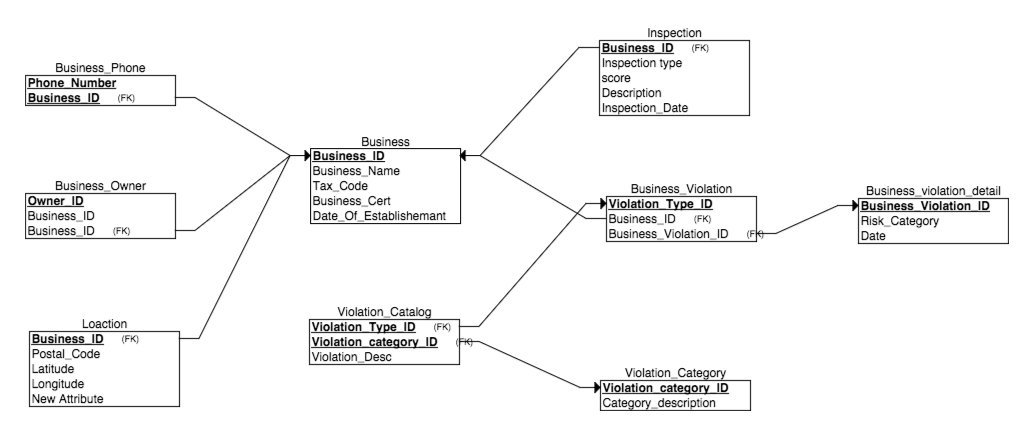 Business_Phone
Phone_Number
Business_ID (FK)
Business_Owner
Owner_ID
Business_ID
Business_ID (FK)
Loaction
Business_ID (FK)
Postal_Code
Latitude
Longitude
New Attribute
Business
Business_ID
Business_Name
Tax_Code
Business_Cert
Date_Of_Establishemant
Violation_Catalog
Violation_Type_ID (FK)
Violation_category_ID (FK)
Violation_Desc
Inspection
Business_ID (FK)
Inspection type
score
Description
Inspection_Date
Business_Violation
Violation_Type_ID
Business_ID (FK)
Business_Violation_ID (FK)
Violation_Category
Violation_category_ID
Category_description
Business_violation_detail
Business_Violation_ID
Risk_Category
Date